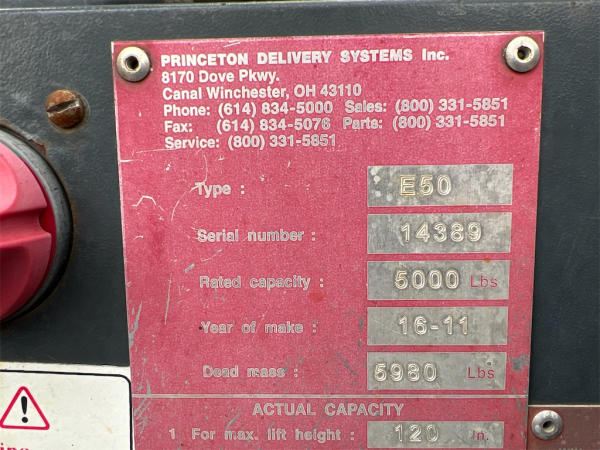 PRINCETON DELIVERY SYSTEMS Inc.
8170 Dove Pkwy.
Canal Winchester, OH 43110
Phone: (614) 834-5000 Sales: (800) 331-5851
Fax: (614) 834-5076 Parts: (800) 331-5851
Service: (800) 331-5851
Type : E50
Serial number : 14389
Rated capacity : 5000 Lbs
Year of make : 16-11
Dead mass : 5980 Lbs
ACTUAL CAPACITY
1 For max. lift height : 120 In.